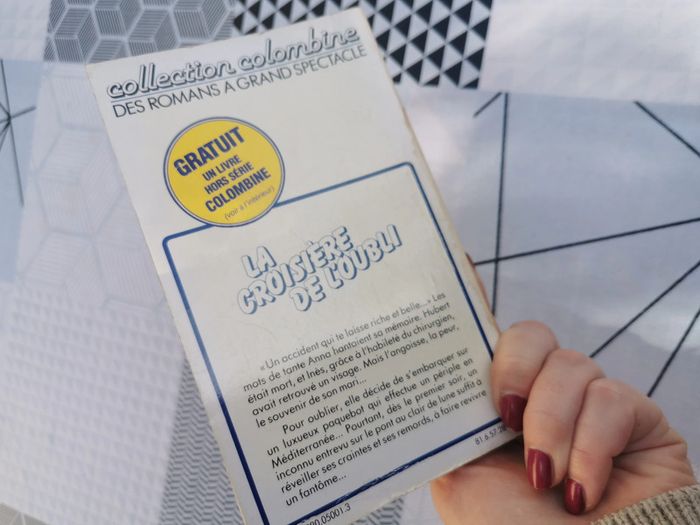 collection colombine
DES ROMANS A GRAND SPECTACLE
GRATUIT
UN LIVRE
HORS SÉRIE
COLOMBINE
(voir à l'intérieur)
LA
CROISIÈRE
DE L'OUBLI
«Un accident qui te laisse riche et belle...» Les
mots de tante Anna hantaient sa mémoire. Hubert
était mort, et Inès, grâce à l'habileté du chirurgien,
avait retrouvé un visage. Mais l'angoisse, la peur,
le souvenir de son mari...
Pour oublier, elle décide de s'embarquer sur
un luxueux paquebot qui effectue un périple en
Méditerranée... Pourtant, dès le premier soir, un
inconnu entrevu sur le pont au clair de lune suffit à
réveiller ses craintes et ses remords, à faire revivre
un fantôme...
81.6.57
05001.3